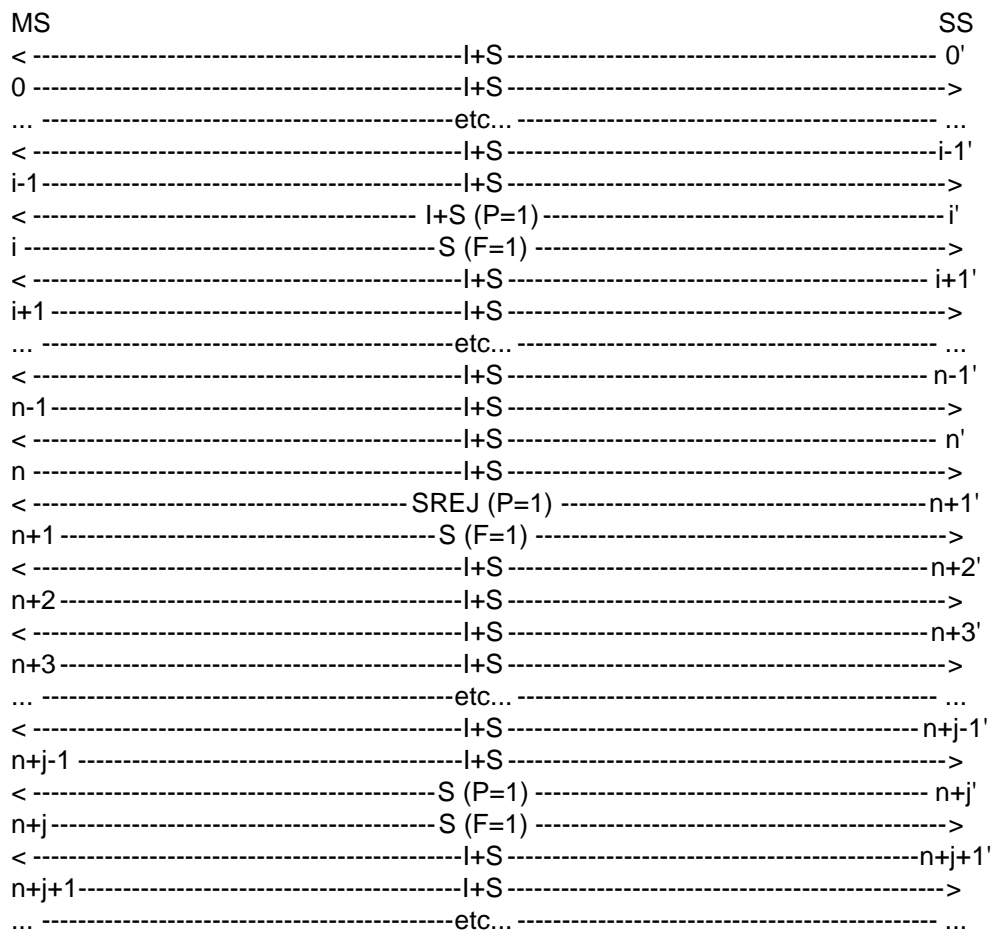 MS SS
< ------------------------------------------------I+S ------------------------------------------------ 0'
0 ------------------------------------------------I+S ------------------------------------------------>
... ----------------------------------------------etc... ----------------------------------------------- ...
< ------------------------------------------------I+S ------------------------------------------------i-1'
i-1-----------------------------------------------I+S ------------------------------------------------>
< ------------------------------------------- I+S (P=1)---------------------------------------------i'
i ----------------------------------------------S (F=1) ---------------------------------------------->
< ------------------------------------------------I+S ----------------------------------------------- i+1'
i+1 ----------------------------------------------I+S ------------------------------------------------>
... ----------------------------------------------etc... ----------------------------------------------- ...
< ------------------------------------------------I+S ----------------------------------------------- n-1'
n-1-----------------------------------------------I+S ------------------------------------------------>
< ------------------------------------------------I+S ------------------------------------------------ n'
n ------------------------------------------------I+S ------------------------------------------------>
< ------------------------------------------SREJ (P=1) -----------------------------------------n+1'
n+1 -------------------------------------------S (F=1) ---------------------------------------------->
< ------------------------------------------------I+S -----------------------------------------------n+2'
n+2 ----------------------------------------------I+S ------------------------------------------------>
< ------------------------------------------------I+S -----------------------------------------------n+3'
n+3 ----------------------------------------------I+S ------------------------------------------------>
... ----------------------------------------------etc... ----------------------------------------------- ...
< ------------------------------------------------I+S ---------------------------------------------- n+j-1'
n+j-1 --------------------------------------------I+S ------------------------------------------------>
< ---------------------------------------------S (P=1) -------------------------------------------- n+j'
n+j--------------------------------------------S (F=1) ---------------------------------------------->
< ------------------------------------------------I+S ----------------------------------------------n+j+1'
n+j+1---------------------------------------------I+S ------------------------------------------------>
... ----------------------------------------------etc... ----------------------------------------------- ...